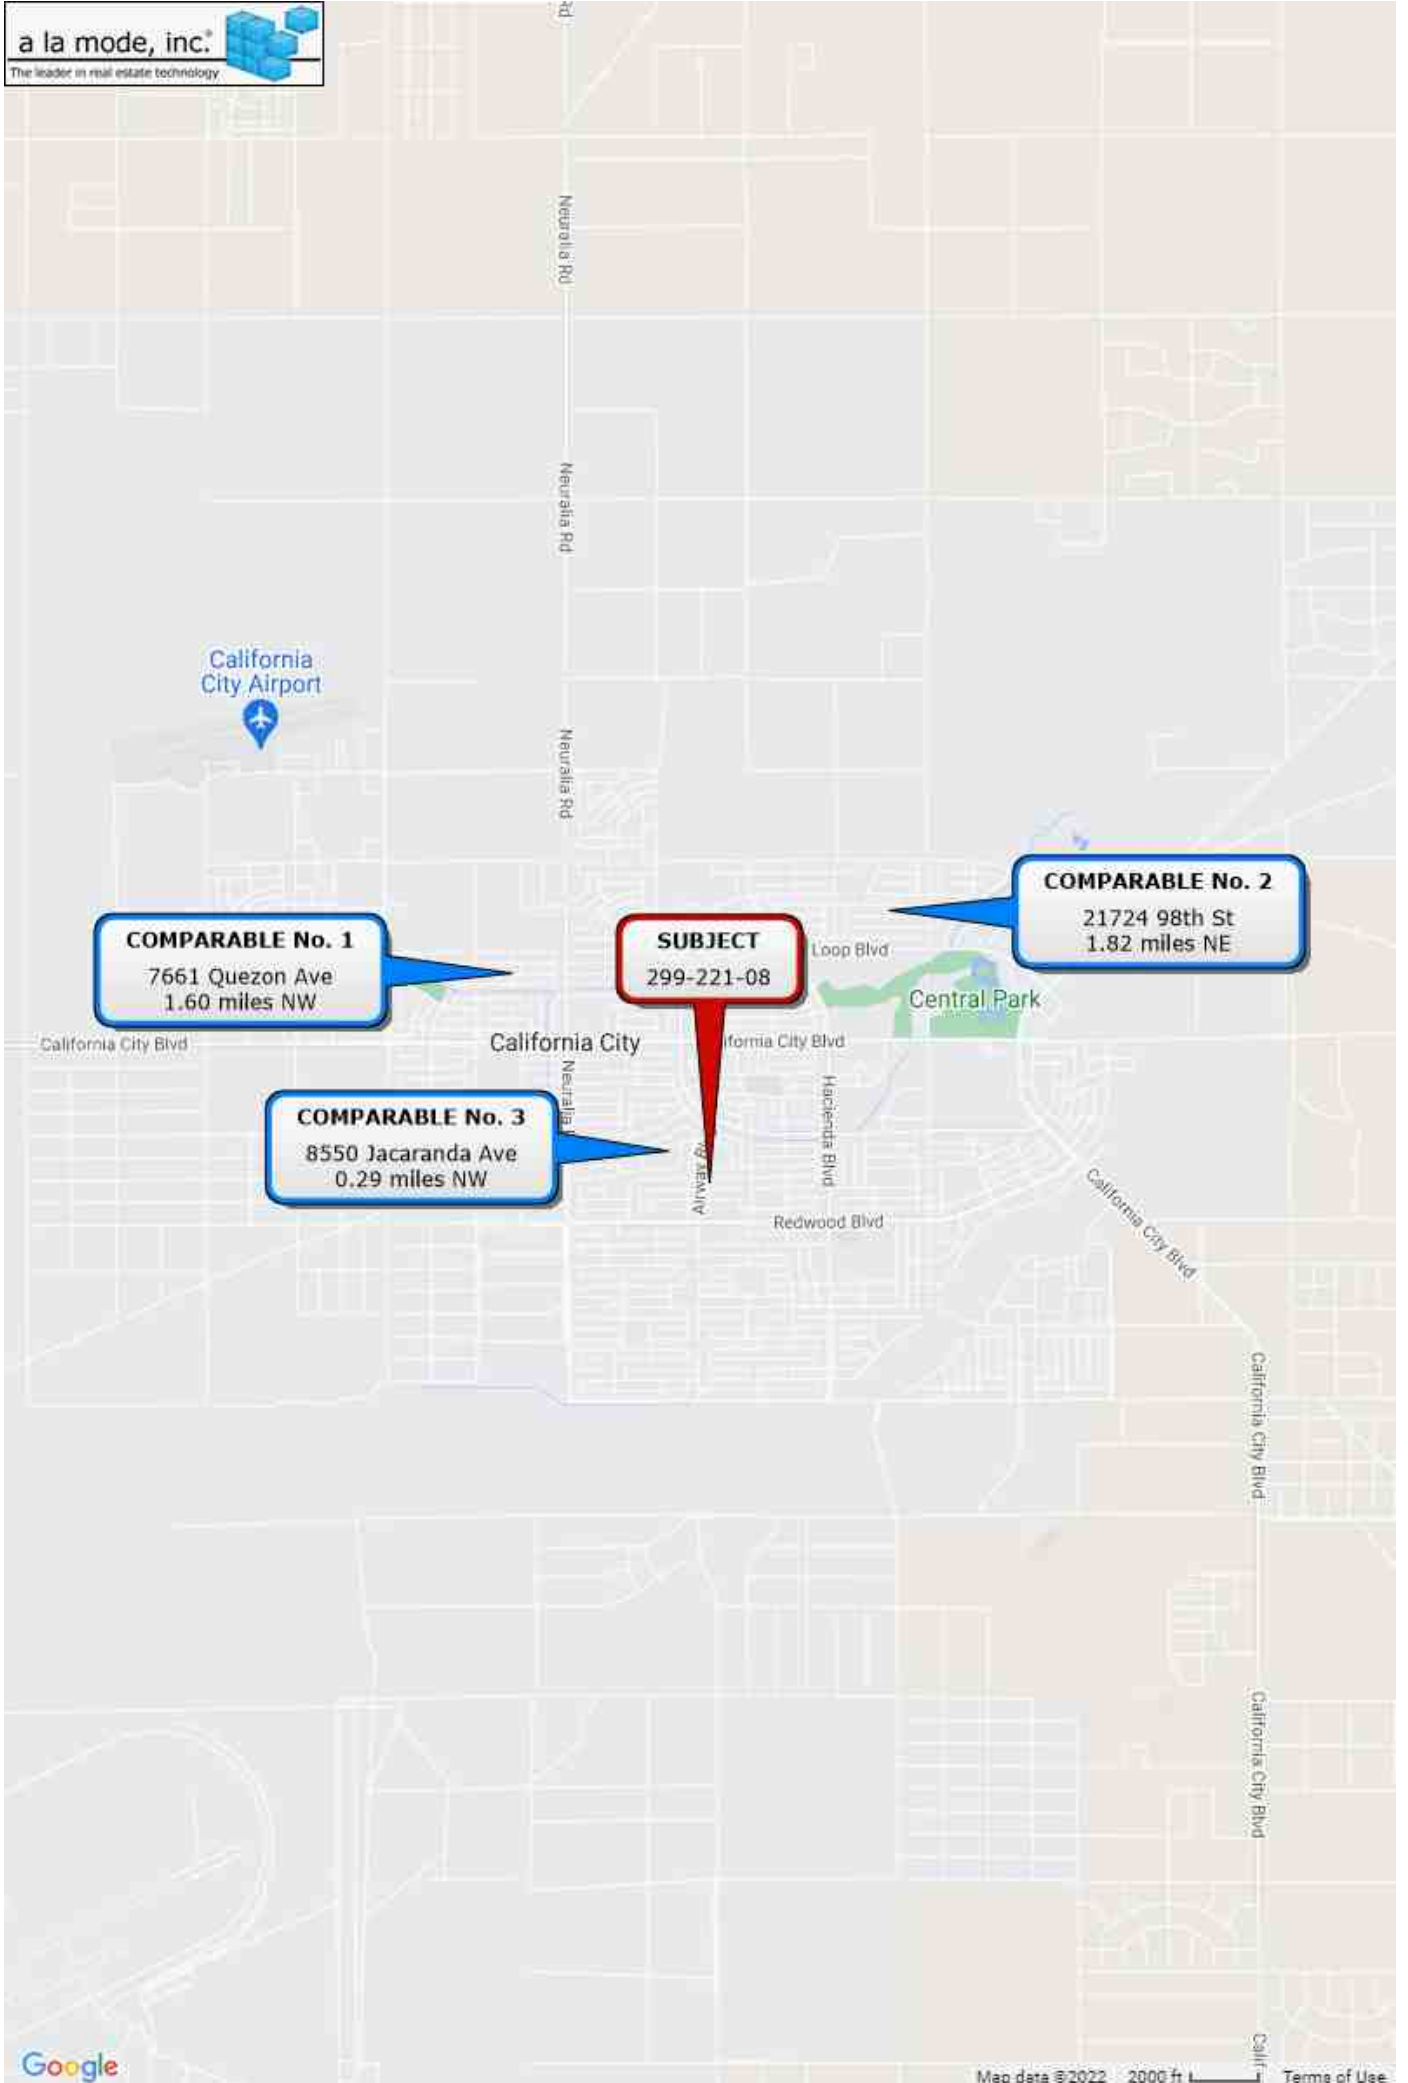 a la mode, inc.®
The leader in real estate technology
Rd
Neuralia Rd
Neuralia Rd
California
City Airport
Neuralia Rd
COMPARABLE No. 2
21724 98th St
1.82 miles NE
COMPARABLE No. 1
7661 Quezon Ave
1.60 miles NW
SUBJECT
299-221-08
Loop Blvd
Central Park
California City Blvd
California City
ifornia City Blvd
Neuralia
Hacienda Blvd
COMPARABLE No. 3
8550 Jacaranda Ave
0.29 miles NW
Redwood Blvd
California City Blvd
California City Blvd
California City Blvd
Calif
Google
Map data ©2022
2000 ft
Terms of Use